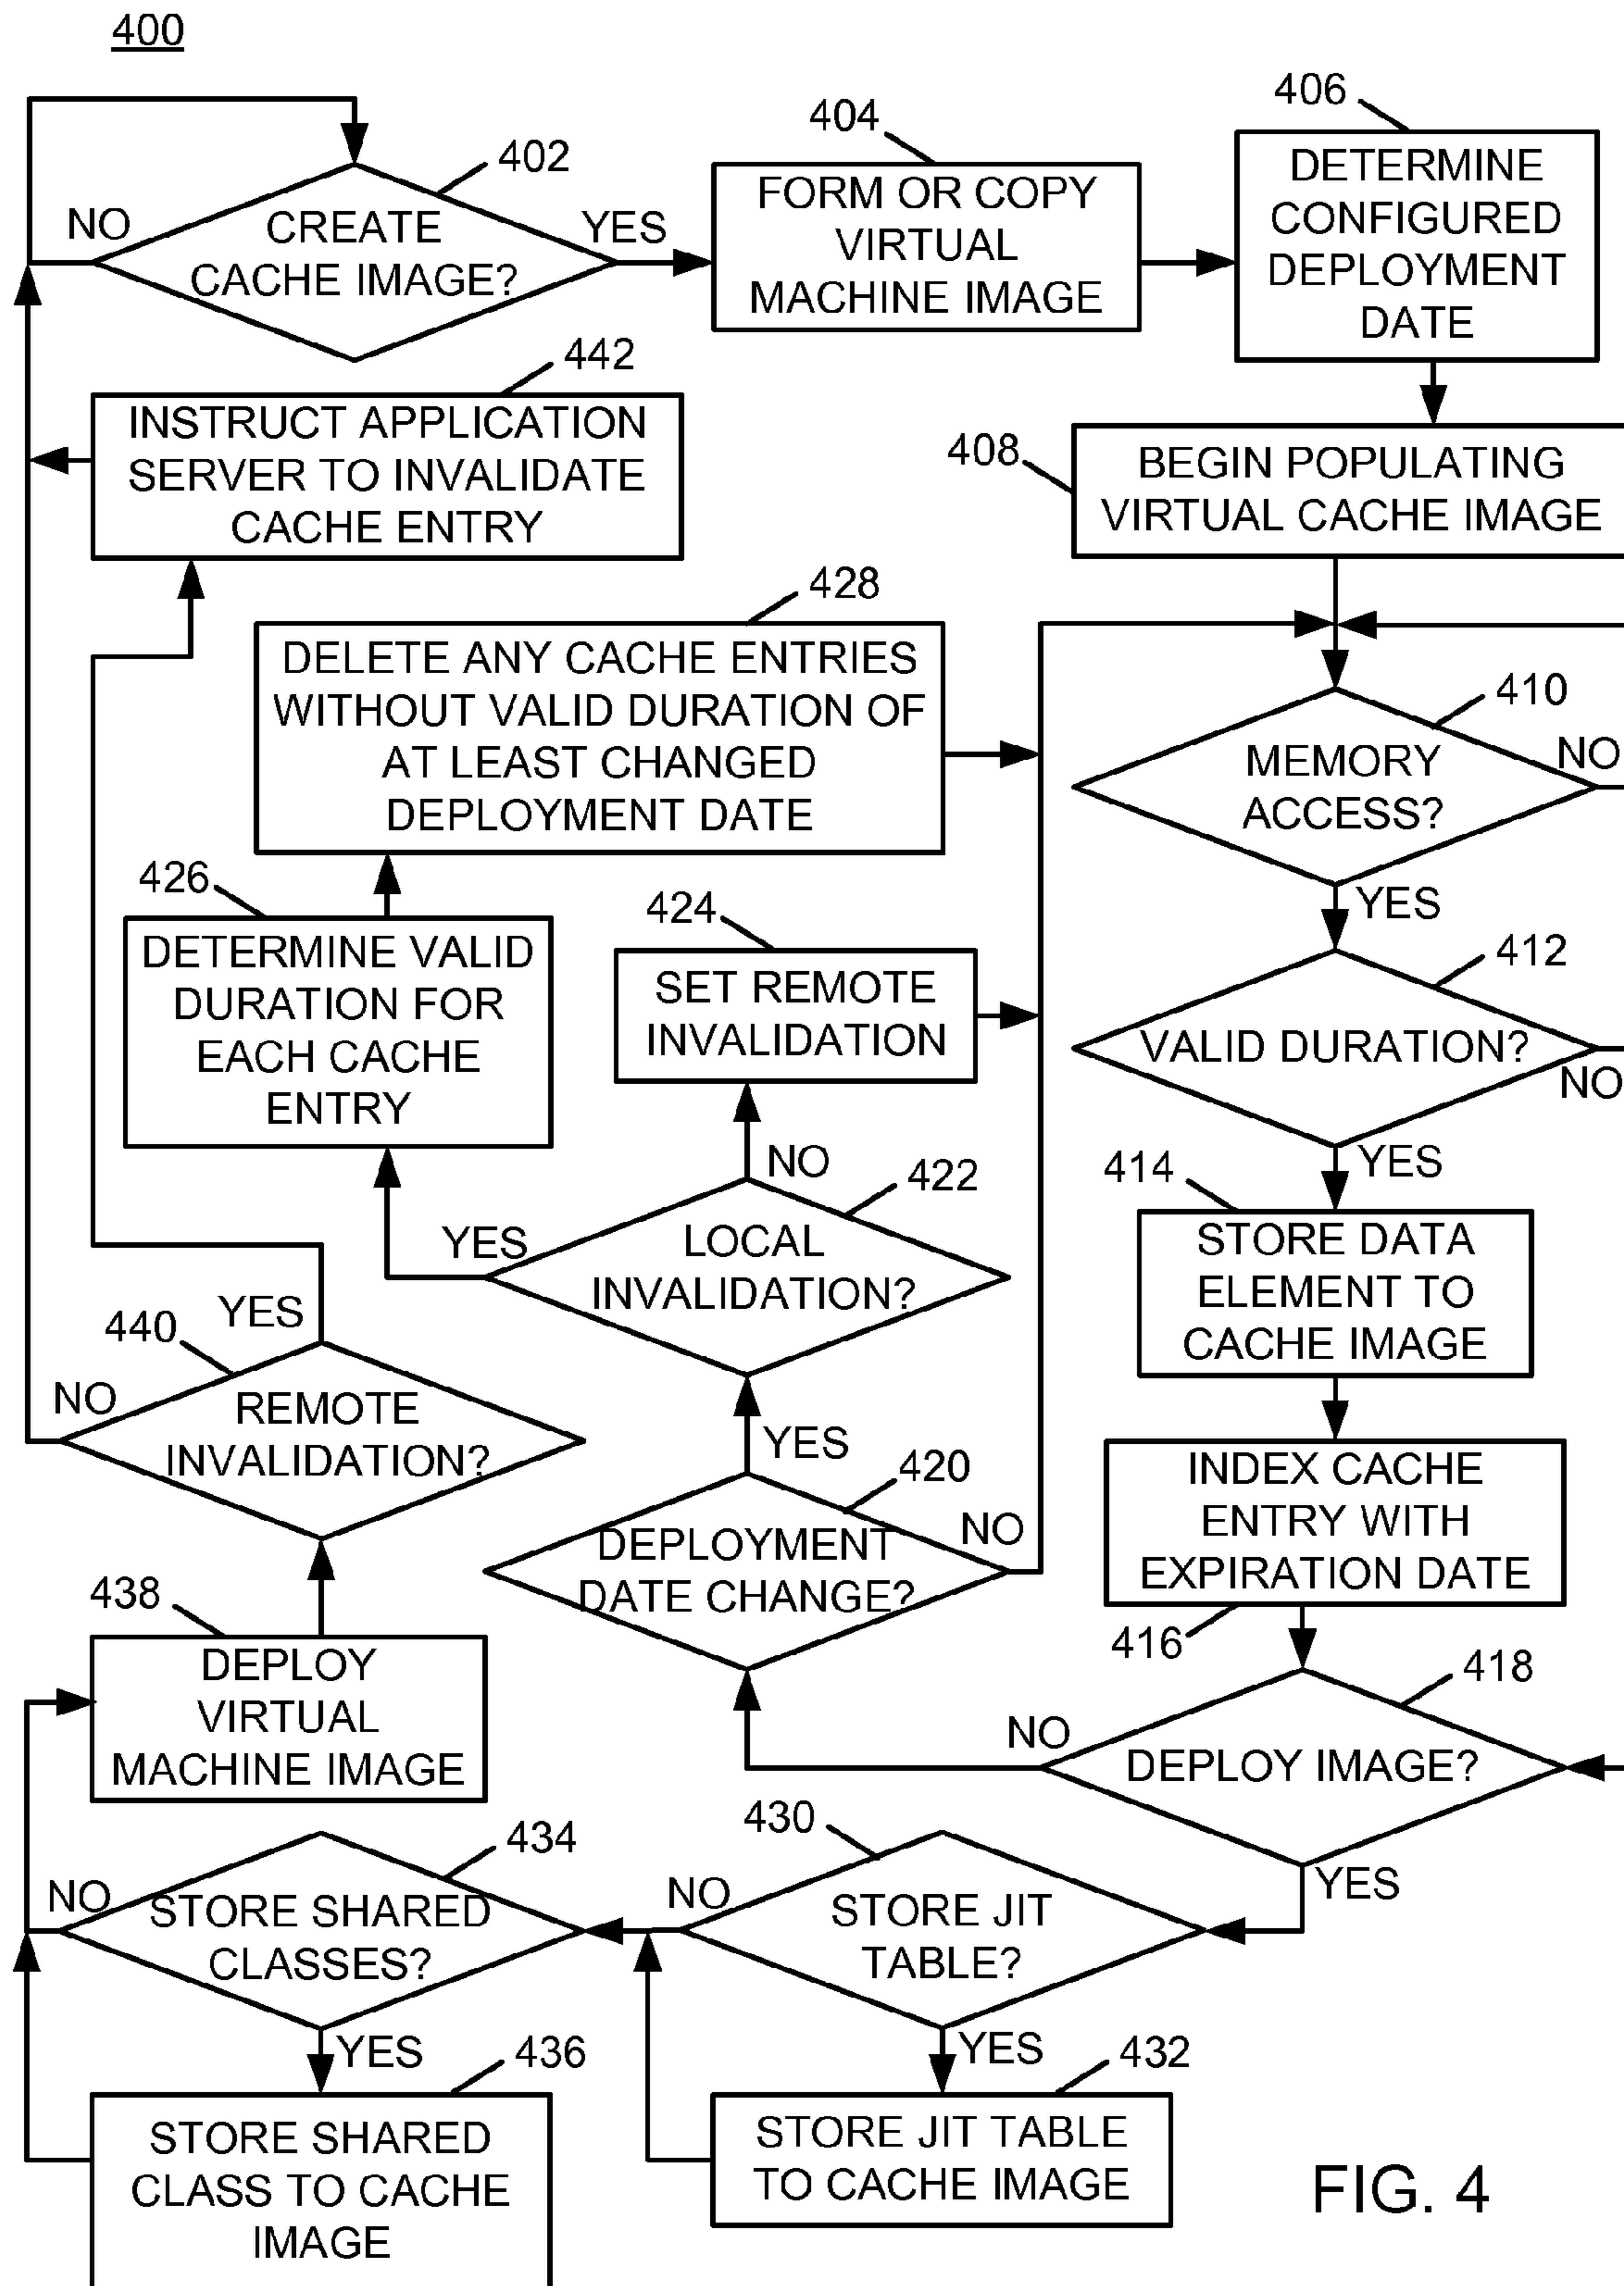 400
402
NO
CREATE
CACHE IMAGE?
YES
404
FORM OR COPY
VIRTUAL
MACHINE IMAGE
406
DETERMINE
CONFIGURED
DEPLOYMENT
DATE
442
INSTRUCT APPLICATION
SERVER TO INVALIDATE
CACHE ENTRY
408
BEGIN POPULATING
VIRTUAL CACHE IMAGE
428
DELETE ANY CACHE ENTRIES
WITHOUT VALID DURATION OF
AT LEAST CHANGED
DEPLOYMENT DATE
410
MEMORY
ACCESS?
NO
YES
426
DETERMINE VALID
DURATION FOR
EACH CACHE
ENTRY
424
SET REMOTE
INVALIDATION
412
VALID DURATION?
NO
YES
NO
422
LOCAL
INVALIDATION?
YES
414
STORE DATA
ELEMENT TO
CACHE IMAGE
YES
440
NO
REMOTE
INVALIDATION?
YES
420
DEPLOYMENT
DATE CHANGE?
NO
INDEX CACHE
ENTRY WITH
EXPIRATION DATE
416
438
DEPLOY
VIRTUAL
MACHINE IMAGE
418
NO
DEPLOY IMAGE?
YES
434
NO
STORE SHARED
CLASSES?
YES
430
NO
STORE JIT
TABLE?
YES
436
STORE SHARED
CLASS TO CACHE
IMAGE
432
STORE JIT TABLE
TO CACHE IMAGE
FIG. 4